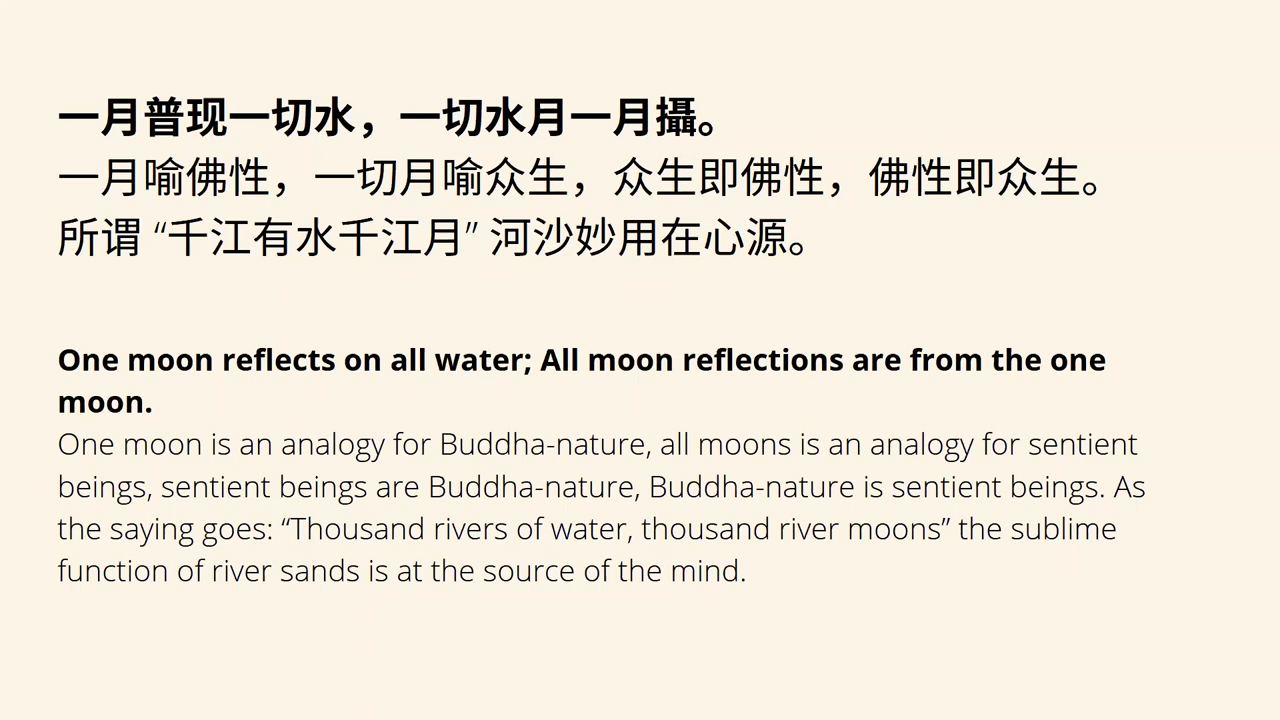 一月普现一切水，一切水月一月攝。
一月喻佛性，一切月喻众生，众生即佛性，佛性即众生。
所谓 “千江有水千江月” 河沙妙用在心源。
One moon reflects on all water; All moon reflections are from the one
moon.
One moon is an analogy for Buddha-nature, all moons is an analogy for sentient
beings, sentient beings are Buddha-nature, Buddha-nature is sentient beings. As
the saying goes: “Thousand rivers of water, thousand river moons” the sublime
function of river sands is at the source of the mind.